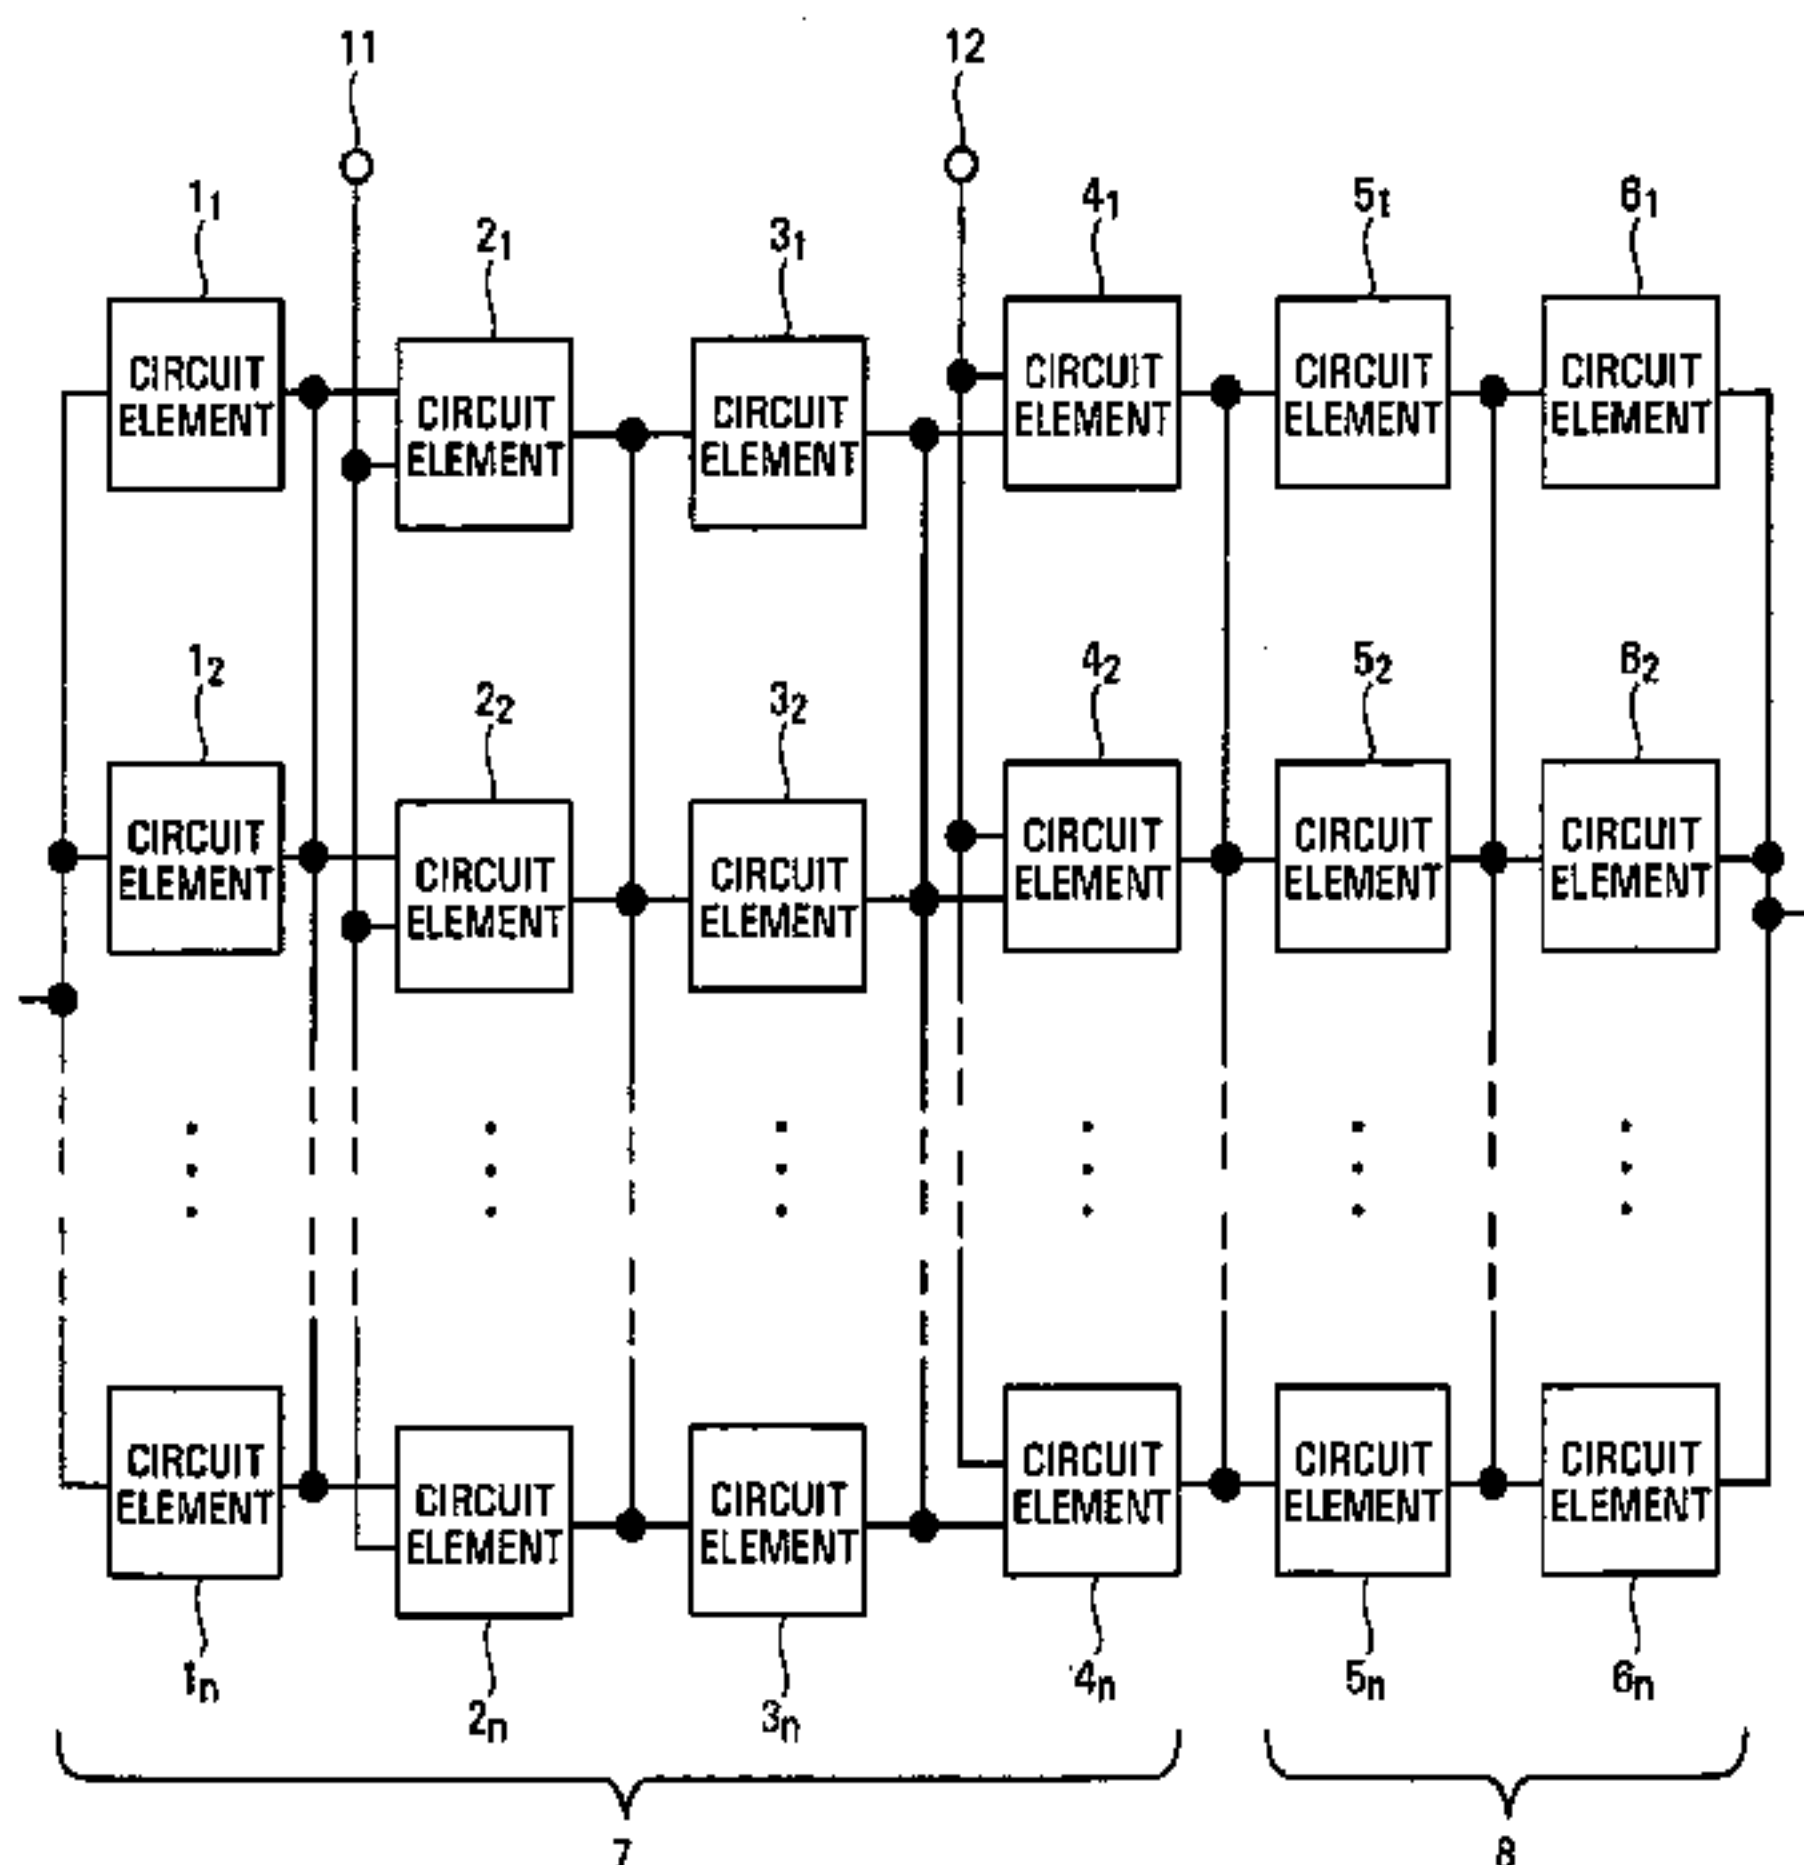 11 12
1₁ 2₁ 3₁ 4₁ 5₁ 6₁
CIRCUIT ELEMENT CIRCUIT ELEMENT CIRCUIT ELEMENT CIRCUIT ELEMENT CIRCUIT ELEMENT CIRCUIT ELEMENT
1₂ 2₂ 3₂ 4₂ 5₂ 6₂
CIRCUIT ELEMENT CIRCUIT ELEMENT CIRCUIT ELEMENT CIRCUIT ELEMENT CIRCUIT ELEMENT CIRCUIT ELEMENT
CIRCUIT ELEMENT CIRCUIT ELEMENT CIRCUIT ELEMENT CIRCUIT ELEMENT CIRCUIT ELEMENT CIRCUIT ELEMENT
1ₙ 2ₙ 3ₙ 4ₙ 5ₙ 6ₙ
7 8